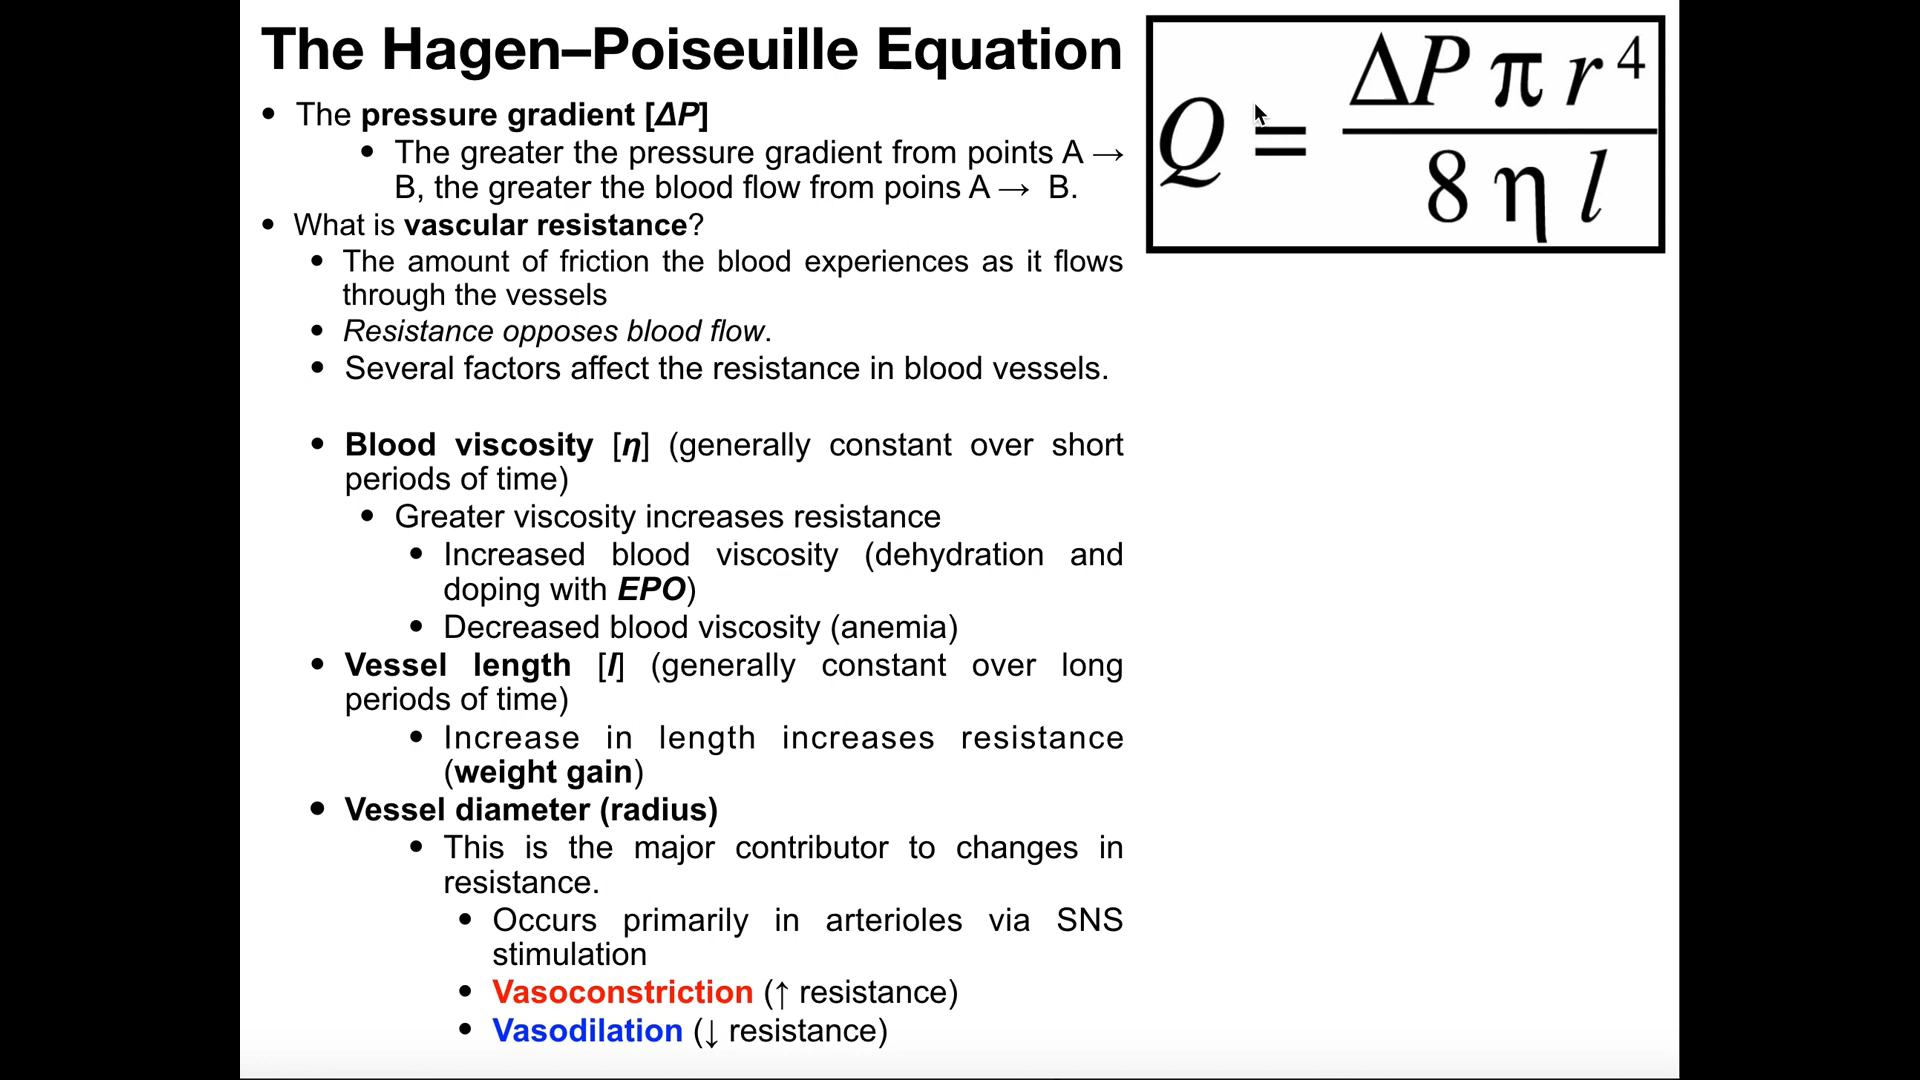 The Hagen–Poiseuille Equation
• The pressure gradient [ΔP]
• The greater the pressure gradient from points A →
B, the greater the blood flow from poins A → B.
• What is vascular resistance?
• The amount of friction the blood experiences as it flows
through the vessels
• Resistance opposes blood flow.
• Several factors affect the resistance in blood vessels.
• Blood viscosity [η] (generally constant over short
periods of time)
• Greater viscosity increases resistance
• Increased blood viscosity (dehydration and
doping with EPO)
• Decreased blood viscosity (anemia)
• Vessel length [l] (generally constant over long
periods of time)
• Increase in length increases resistance
(weight gain)
• Vessel diameter (radius)
• This is the major contributor to changes in
resistance.
• Occurs primarily in arterioles via SNS
stimulation
• Vasoconstriction (↑ resistance)
• Vasodilation (↓ resistance)
Q = ΔP π r⁴ / 8 η l